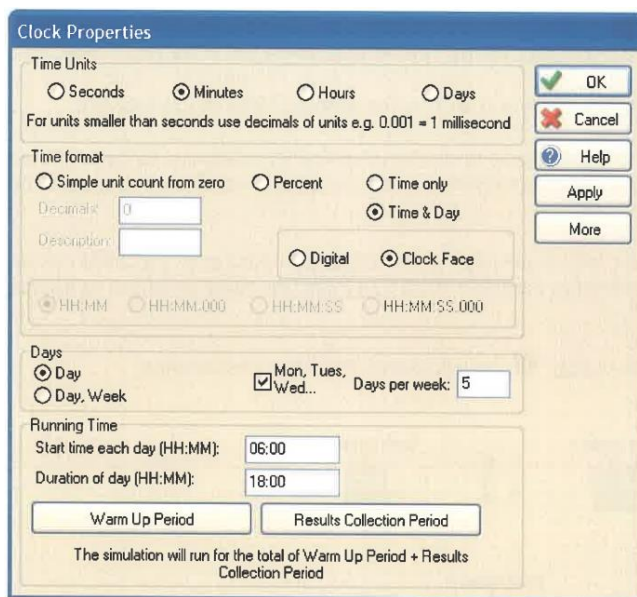 Clock Properties
Time Units
Seconds Minutes Hours Days
For units smaller than seconds use decimals of units e.g. 0.001 = 1 millisecond
OK
Cancel
Help
Apply
More
Time format
Simple unit count from zero Percent Time only
Decimals: 0 Time & Day
Description:
Digital Clock Face
HH:MM HH:MM.000 HH:MM:SS HH:MM:SS.000
Days
Day
Day, Week
Mon, Tues,
Wed...
Days per week: 5
Running Time
Start time each day (HH:MM): 06:00
Duration of day (HH:MM): 18:00
Warm Up Period Results Collection Period
The simulation will run for the total of Warm Up Period + Results
Collection Period